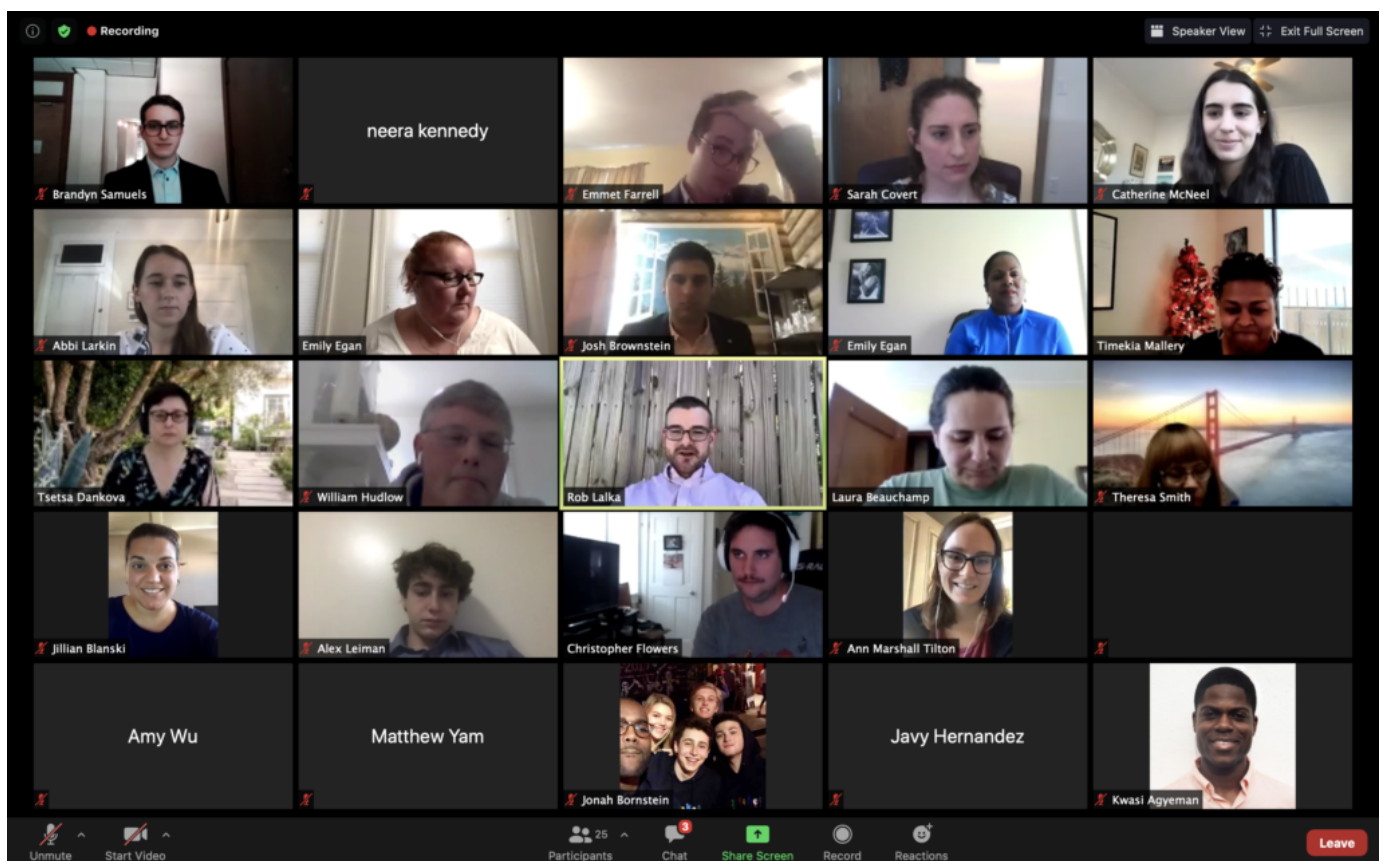 Recording
Speaker View
Exit Full Screen
Brandyn Samuels
neera kennedy
Emmet Farrell
Sarah Covert
Catherine McNeel
Abbi Larkin
Emily Egan
Josh Brownstein
Emily Egan
Timekia Mallery
Tsetsa Dankova
William Hudlow
Rob Lalka
Laura Beauchamp
Theresa Smith
Jillian Blanski
Alex Leiman
Christopher Flowers
Ann Marshall Tilton
Amy Wu
Matthew Yam
Jonah Bornstein
Javy Hernandez
Kwasi Agyeman
Unmute
Start Video
25
Participants
3
Chat
Share Screen
Record
Reactions
Leave